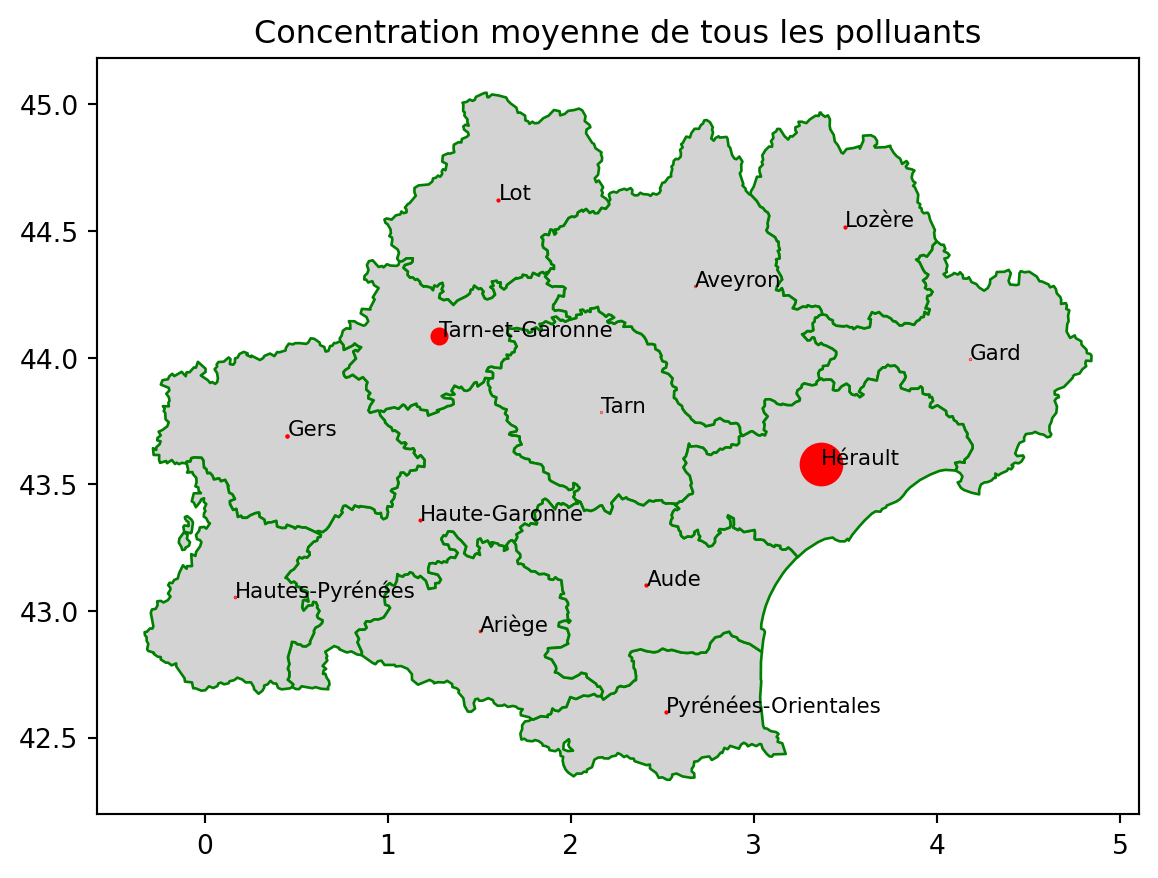 Concentration moyenne de tous les polluants
45.0
44.5
44.0
43.5
43.0
42.5
Lot
Lozère
Aveyron
Tarn-et-Garonne
Gard
Tarn
Gers
Hérault
Haute-Garonne
Aude
Hautes-Pyrénées
Ariège
Pyrénées-Orientales
0 1 2 3 4 5